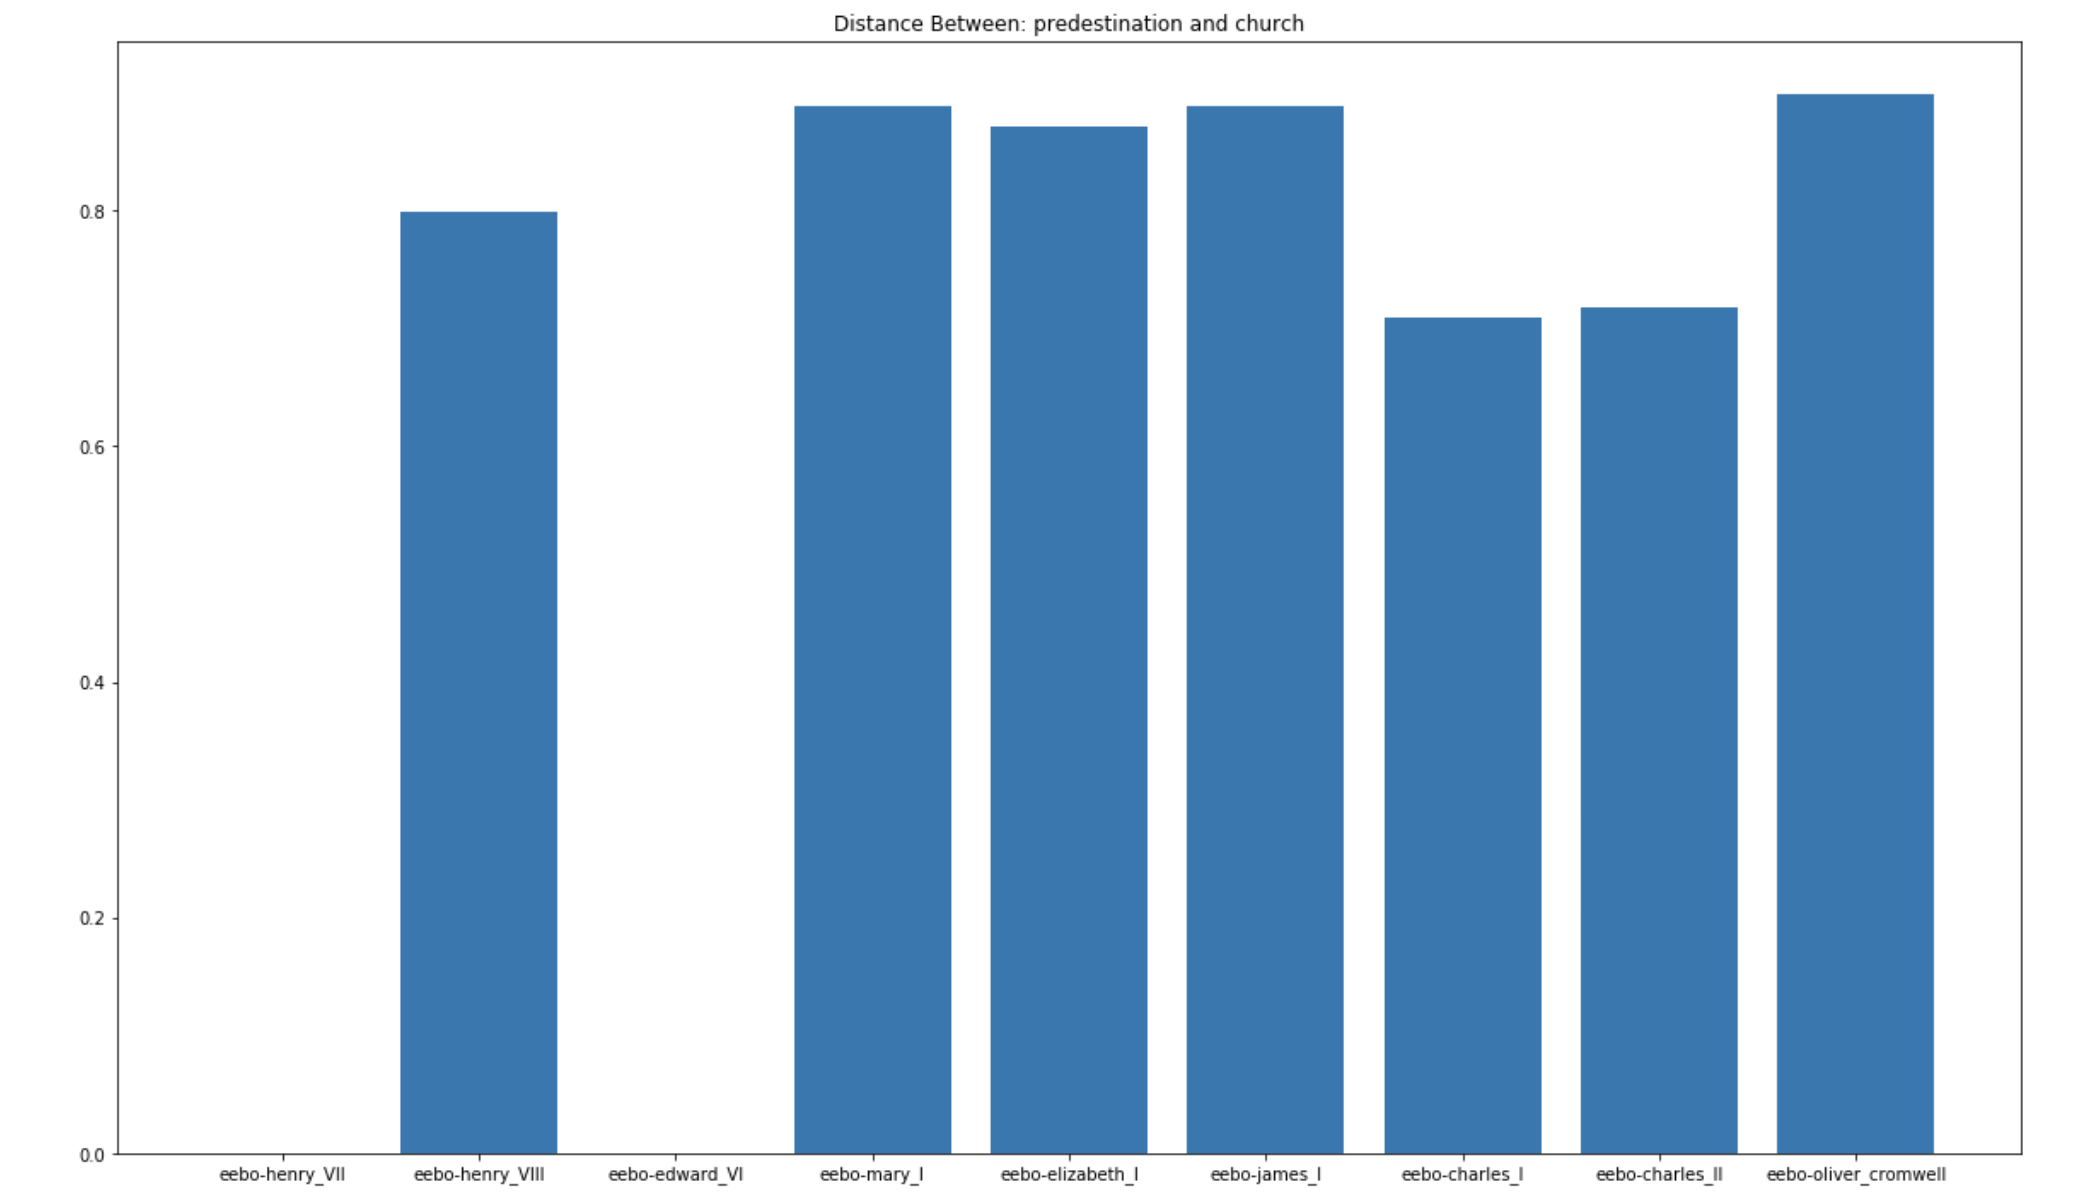 Distance Between: predestination and church
0.8
0.6
0.4
0.2
0.0
eebo-henry_VII eebo-henry_VIII eebo-edward_VI eebo-mary_I eebo-elizabeth_I eebo-james_I eebo-charles_I eebo-charles_II eebo-oliver_cromwell